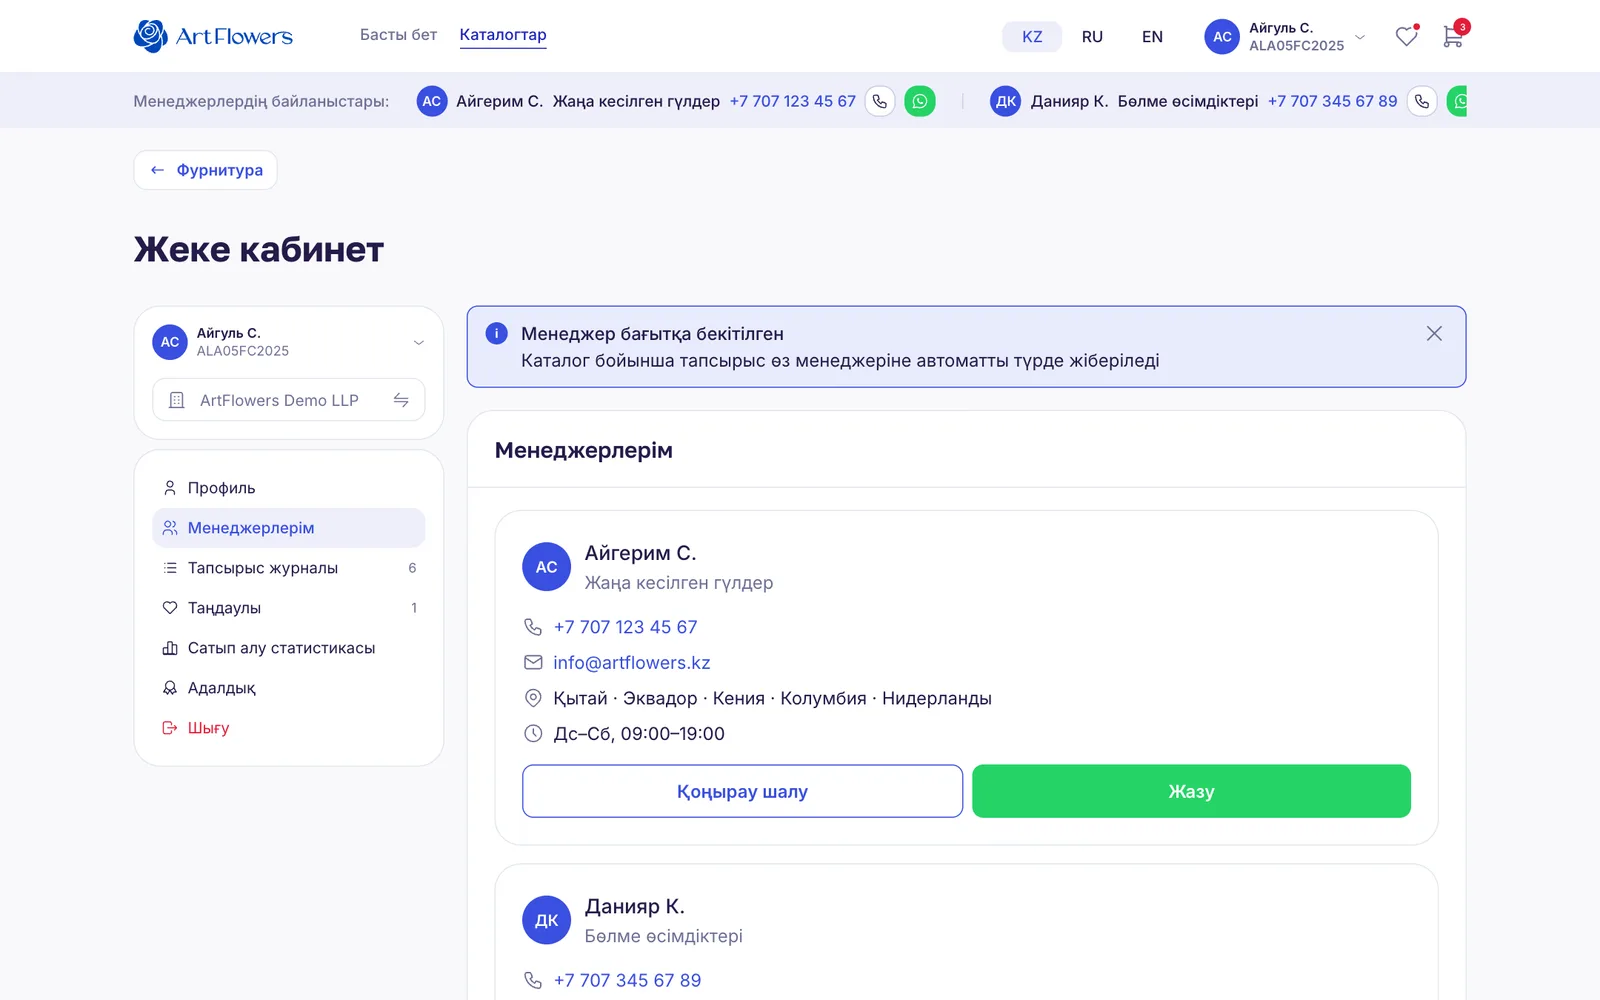 ArtFlowers
Басты бет
Каталогтар
KZ
RU
EN
АС
Айгуль С.
ALA05FC2025
3
Менеджерлердің байланыстары:
АС
Айгерим С. Жаңа кесілген гүлдер +7 707 123 45 67
ДК
Данияр К. Бөлме өсімдіктері +7 707 345 67 89
← Фурнитура
Жеке кабинет
АС
Айгуль С.
ALA05FC2025
ArtFlowers Demo LLP
Профиль
Менеджерлерім
Тапсырыс журналы 6
Таңдаулы 1
Сатып алу статистикасы
Адалдық
Шығу
Менеджер бағытқа бекітілген
Каталог бойынша тапсырыс өз менеджеріне автоматты түрде жіберіледі
Менеджерлерім
АС
Айгерим С.
Жаңа кесілген гүлдер
+7 707 123 45 67
info@artflowers.kz
Қытай · Эквадор · Кения · Колумбия · Нидерланды
Дс–Сб, 09:00–19:00
Қоңырау шалу
Жазу
ДК
Данияр К.
Бөлме өсімдіктері
+7 707 345 67 89